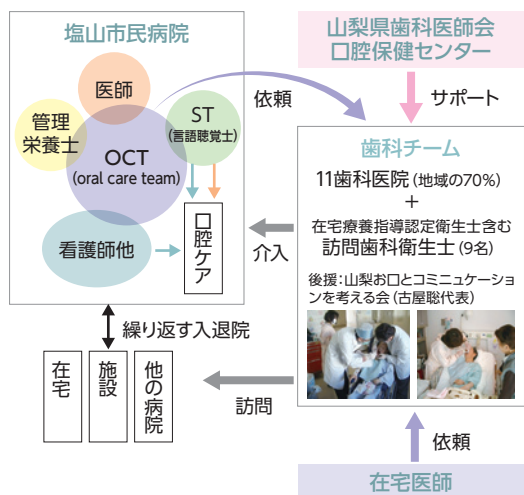 塩山市民病院
医師
管理
栄養士
ST
(言語聴覚士)
OCT
(oral care team)
看護師他
口腔ケア
依頼
山梨県歯科医師会
口腔保健センター
サポート
歯科チーム
11歯科医院(地域の70%)
+
在宅療養指導認定衛生士含む
訪問歯科衛生士(9名)
後援:山梨お口とコミニュケーショ
ンを考える会(古屋聡代表)
介入
繰り返す入退院
在宅
施設
他の病院
訪問
依頼
在宅医師